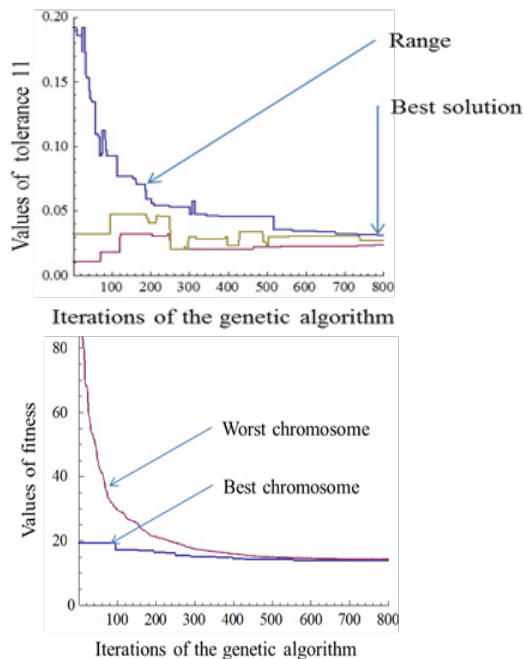 0.20
Range
0.15
Best solution
0.10
0.05
0.00
Values of tolerance 11
100 200 300 400 500 600 700 800
Iterations of the genetic algorithm
80
60
Worst chromosome
40
Best chromosome
20
0
Values of fitness
100 200 300 400 500 600 700 800
Iterations of the genetic algorithm